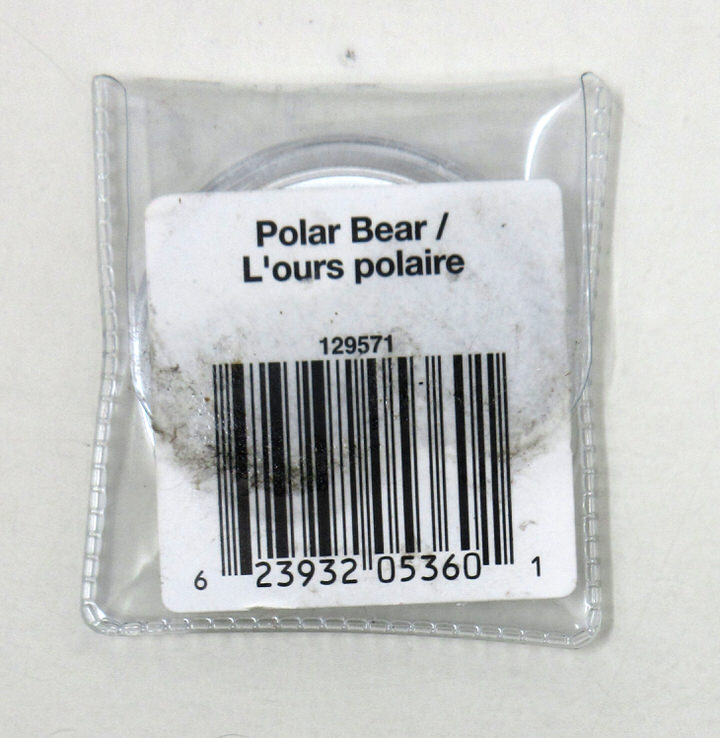 Polar Bear /
L'ours polaire
129571
6 23932 05360 1